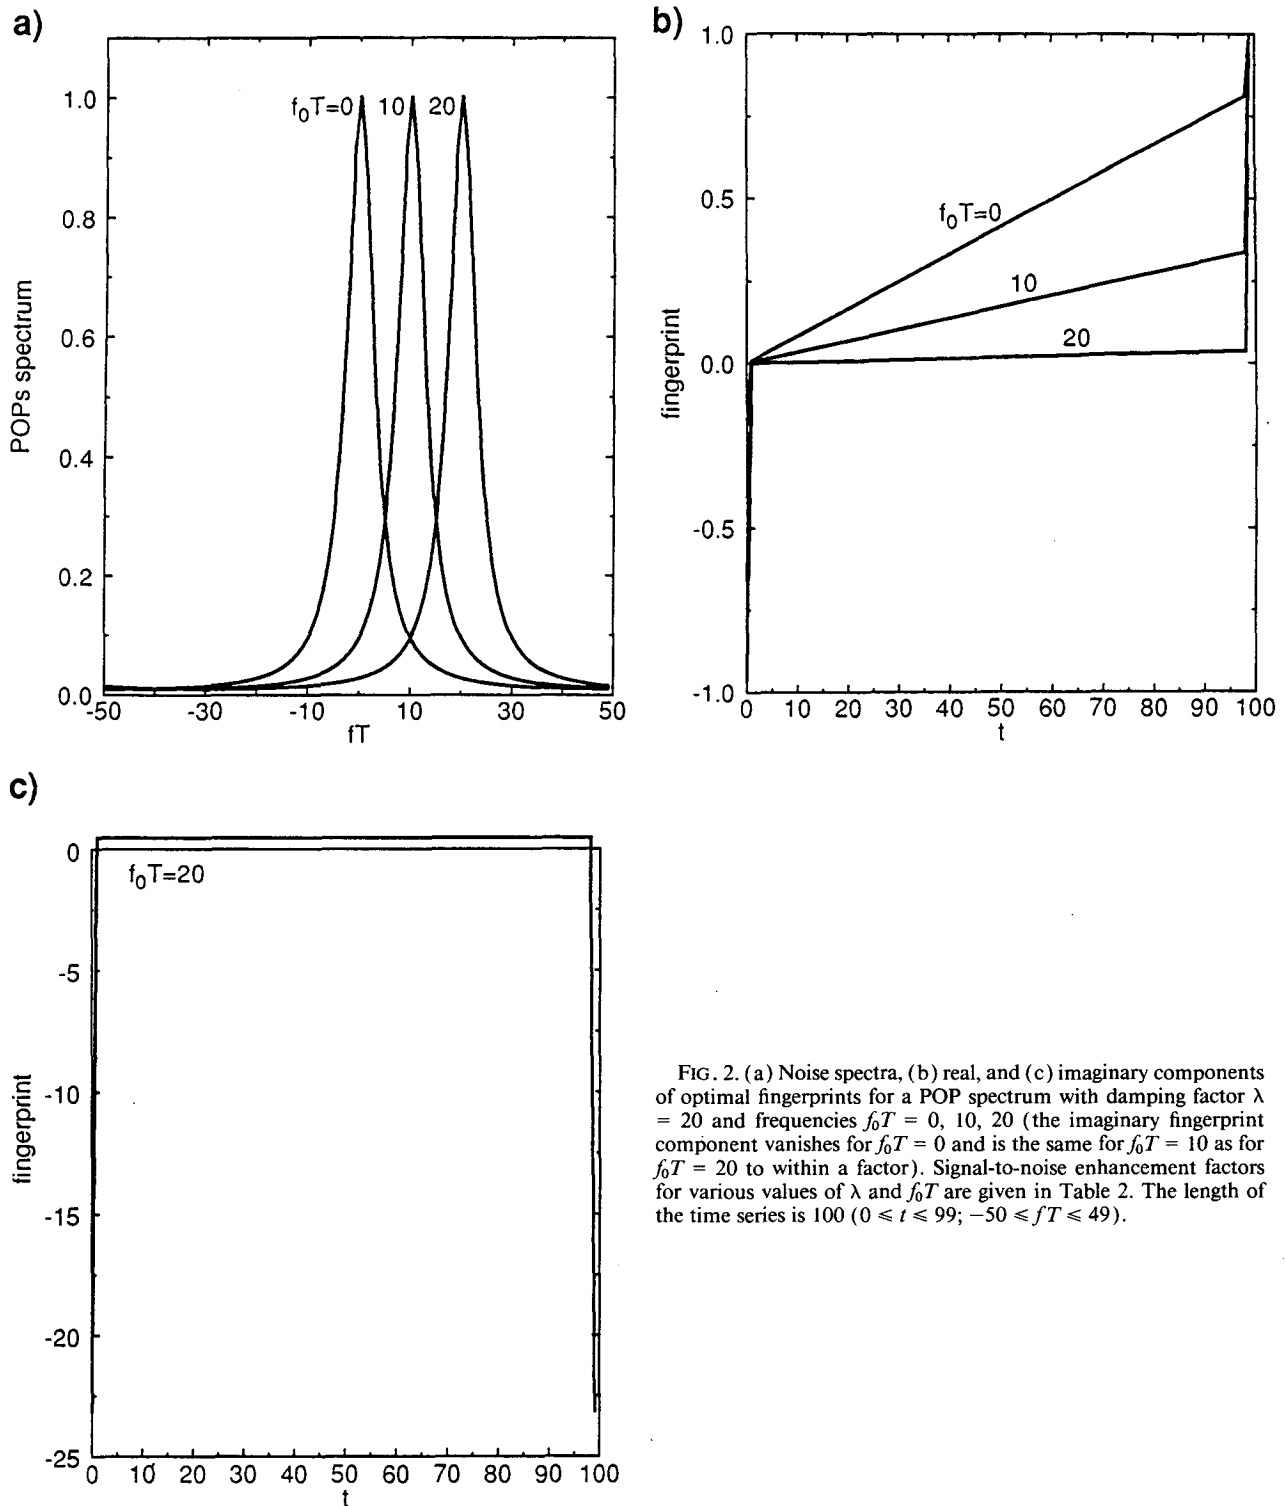 a)
POPs spectrum
1.0
0.8
0.6
0.4
0.2
0.0
f₀T=0 10 20
-50 -30 -10 10 30 50
fT
b)
fingerprint
1.0
0.5
0.0
-0.5
-1.0
f₀T=0
10
20
0 10 20 30 40 50 60 70 80 90 100
t
c)
fingerprint
0
-5
-10
-15
-20
-25
f₀T=20
0 10 20 30 40 50 60 70 80 90 100
t
FIG. 2. (a) Noise spectra, (b) real, and (c) imaginary components
of optimal fingerprints for a POP spectrum with damping factor λ
= 20 and frequencies f₀T = 0, 10, 20 (the imaginary fingerprint
component vanishes for f₀T = 0 and is the same for f₀T = 10 as for
f₀T = 20 to within a factor). Signal-to-noise enhancement factors
for various values of λ and f₀T are given in Table 2. The length of
the time series is 100 (0 ⩽ t ⩽ 99; −50 ⩽ fT ⩽ 49).